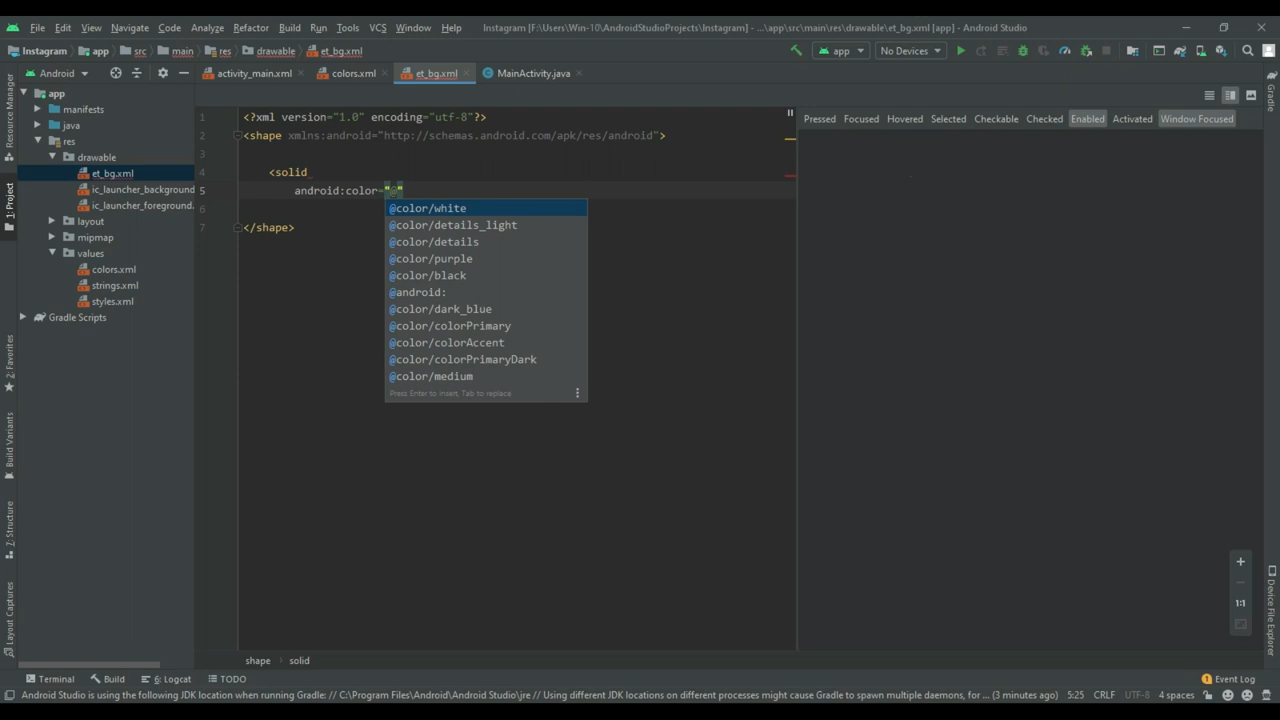 File Edit View Navigate Code Analyze Refactor Build Run Tools VCS Window Help Instagram [F:\Users\Win-10\AndroidStudioProjects\Instagram] - ...\app\src\main\res\drawable\et_bg.xml [app] - Android Studio
Instagram app src main res drawable et_bg.xml app No Devices
Android activity_main.xml colors.xml et_bg.xml MainActivity.java
Resource Manager
1: Project
2: Favorites
Build Variants
7: Structure
Layout Captures
app
manifests
java
res
drawable
et_bg.xml
ic_launcher_background
ic_launcher_foreground.
layout
mipmap
values
colors.xml
strings.xml
styles.xml
Gradle Scripts
1 <?xml version="1.0" encoding="utf-8"?>
2 <shape xmlns:android="http://schemas.android.com/apk/res/android">
3
4 <solid
5 android:color="@"
6
7 </shape>
@color/white
@color/details_light
@color/details
@color/purple
@color/black
@android:
@color/dark_blue
@color/colorPrimary
@color/colorAccent
@color/colorPrimaryDark
@color/medium
Press Enter to insert, Tab to replace
Pressed Focused Hovered Selected Checkable Checked Enabled Activated Window Focused
1:1
Gradle
Device File Explorer
shape solid
Terminal Build 6: Logcat TODO Event Log
Android Studio is using the following JDK location when running Gradle: // C:\Program Files\Android\Android Studio\jre // Using different JDK locations on different processes might cause Gradle to spawn multiple daemons, for ... (3 minutes ago) 5:25 CRLF UTF-8 4 spaces